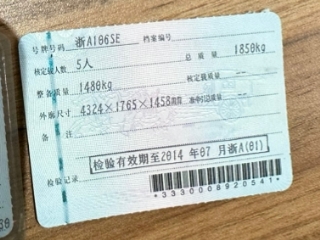 号牌号码 浙A106SE 档案编号
核定载人数 5人 总质量 1850kg
整备质量 1480kg 核定载质量 --
外廓尺寸 4324×1765×1458mm 准牵引总质量 --
备 注
检验有效期至2014年07月浙A(01)
检验记录
*3330008920541*